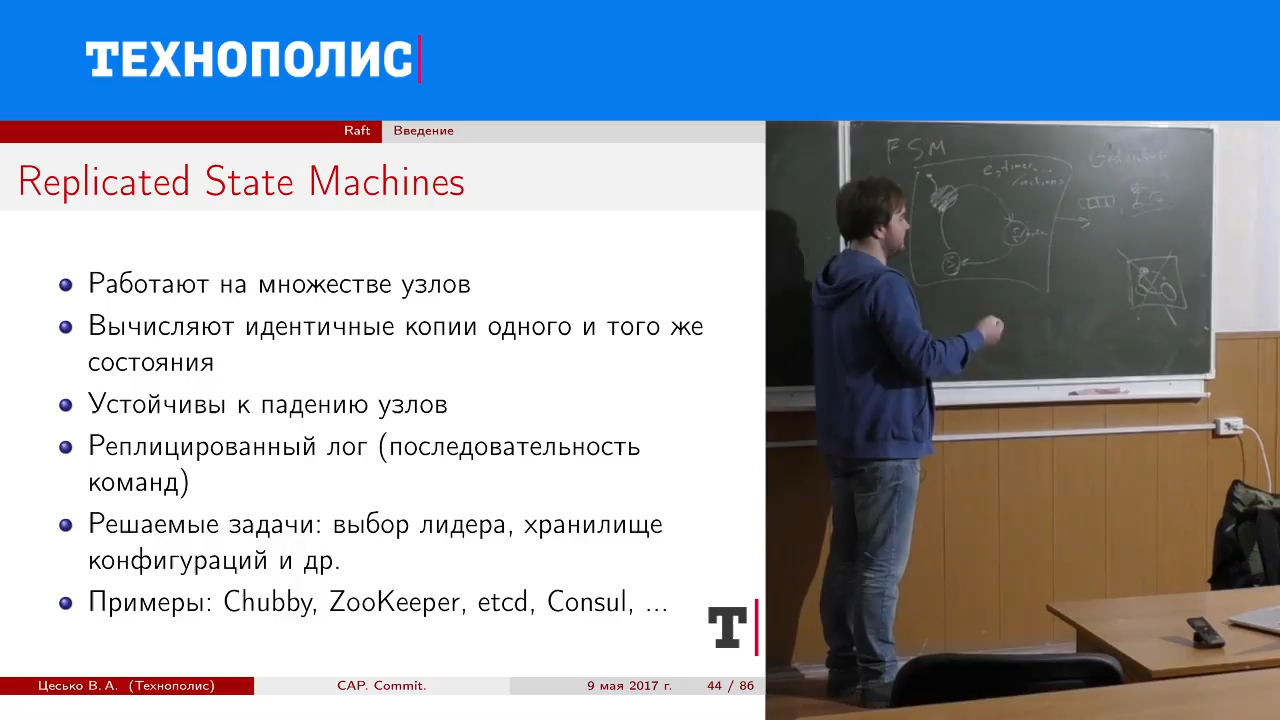 ТЕХНОПОЛИС
Raft Введение
Replicated State Machines
Работают на множестве узлов
Вычисляют идентичные копии одного и того же
состояния
Устойчивы к падению узлов
Реплицированный лог (последовательность
команд)
Решаемые задачи: выбор лидера, хранилище
конфигураций и др.
Примеры: Chubby, ZooKeeper, etcd, Consul, ...
T
Цесько В. А. (Технополис) CAP. Commit. 9 мая 2017 г. 44 / 86
FSM